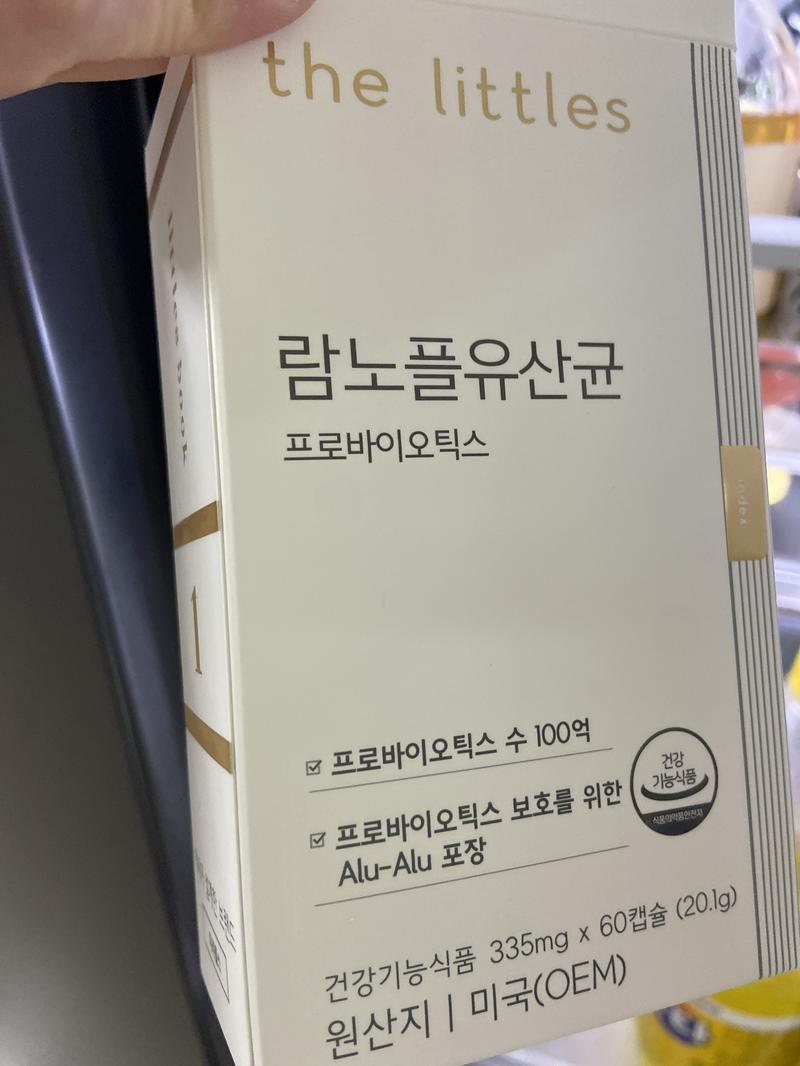 the littles
람노플유산균
프로바이오틱스
프로바이오틱스 수 100억
프로바이오틱스 보호를 위한
Alu-Alu 포장
건강
기능식품
식품의약품안전처
건강기능식품 335mg x 60캡슐 (20.1g)
원산지 | 미국(OEM)
index
littles book
1